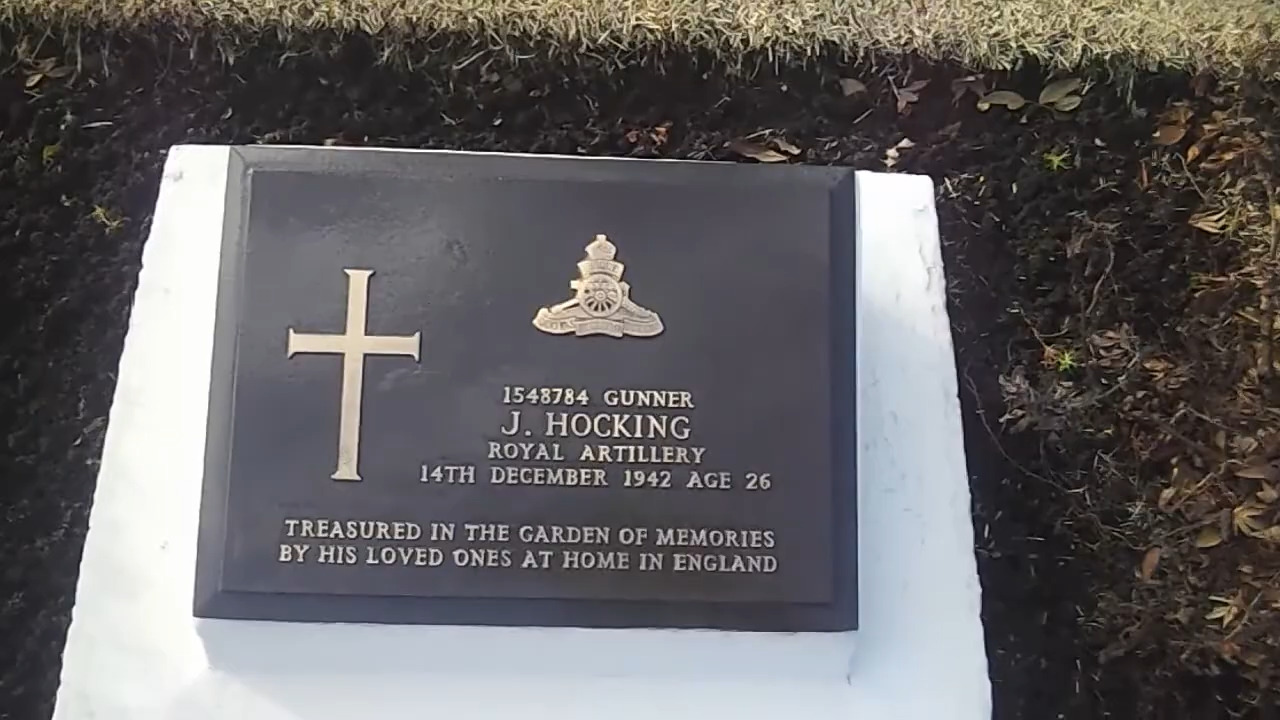 1548784 GUNNER
J. HOCKING
ROYAL ARTILLERY
14TH DECEMBER 1942 AGE 26
TREASURED IN THE GARDEN OF MEMORIES
BY HIS LOVED ONES AT HOME IN ENGLAND